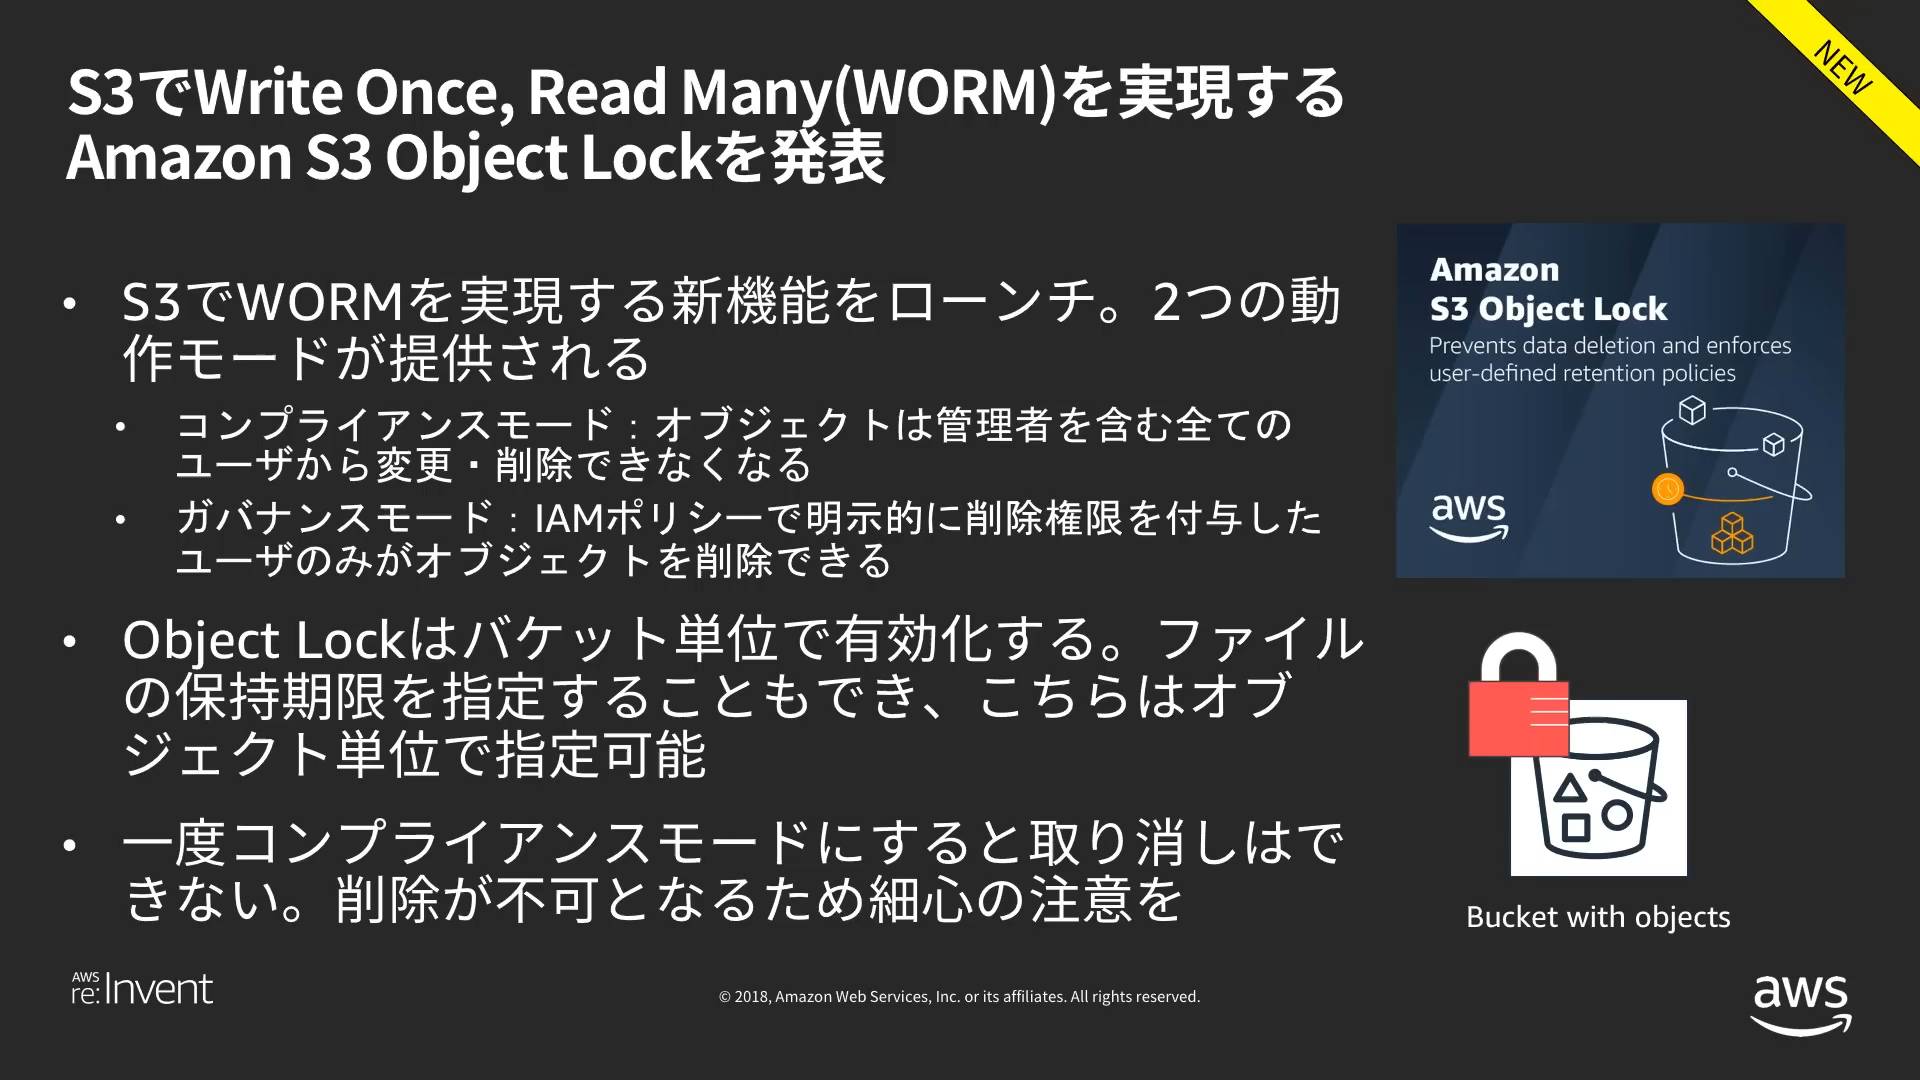 NEW
S3でWrite Once, Read Many(WORM)を実現する
Amazon S3 Object Lockを発表
• S3でWORMを実現する新機能をローンチ。2つの動
作モードが提供される
• コンプライアンスモード：オブジェクトは管理者を含む全ての
ユーザから変更・削除できなくなる
• ガバナンスモード：IAMポリシーで明示的に削除権限を付与した
ユーザのみがオブジェクトを削除できる
• Object Lockはバケット単位で有効化する。ファイル
の保持期限を指定することもでき、こちらはオブ
ジェクト単位で指定可能
• 一度コンプライアンスモードにすると取り消しはで
きない。削除が不可となるため細心の注意を
Amazon
S3 Object Lock
Prevents data deletion and enforces
user-defined retention policies
aws
Bucket with objects
AWS
re:Invent
© 2018, Amazon Web Services, Inc. or its affiliates. All rights reserved.
aws